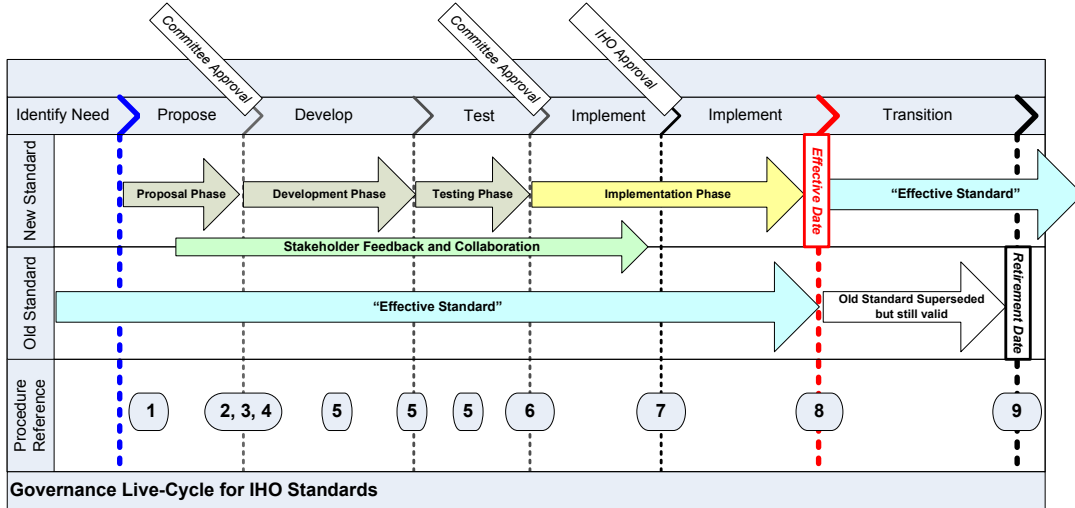 Committee Approval
Committee Approval
IHO Approval
Identify Need
Propose
Develop
Test
Implement
Implement
Transition
New Standard
Proposal Phase
Development Phase
Testing Phase
Implementation Phase
Effective Date
“Effective Standard”
Stakeholder Feedback and Collaboration
Old Standard
“Effective Standard”
Old Standard Superseded
but still valid
Retirement Date
Procedure
Reference
1
2, 3, 4
5
5
5
6
7
8
9
Governance Live-Cycle for IHO Standards